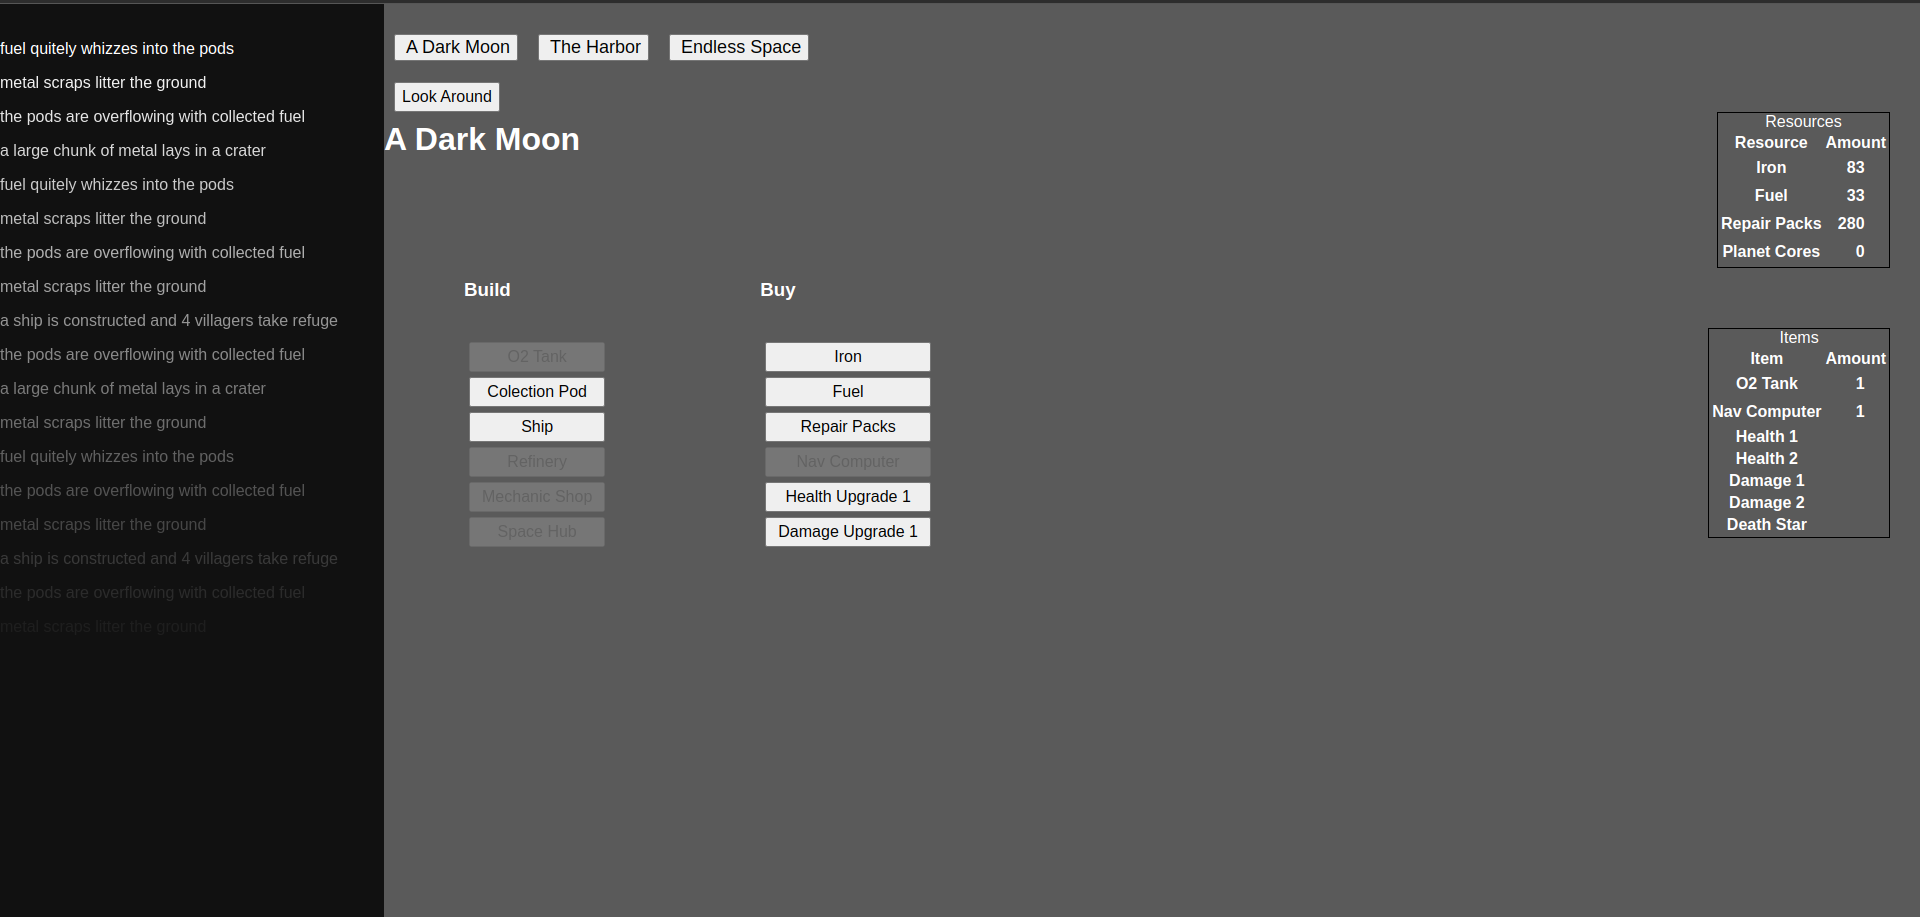 fuel quitely whizzes into the pods
metal scraps litter the ground
the pods are overflowing with collected fuel
a large chunk of metal lays in a crater
fuel quitely whizzes into the pods
metal scraps litter the ground
the pods are overflowing with collected fuel
metal scraps litter the ground
a ship is constructed and 4 villagers take refuge
the pods are overflowing with collected fuel
a large chunk of metal lays in a crater
metal scraps litter the ground
fuel quitely whizzes into the pods
the pods are overflowing with collected fuel
metal scraps litter the ground
a ship is constructed and 4 villagers take refuge
the pods are overflowing with collected fuel
metal scraps litter the ground
A Dark Moon The Harbor Endless Space
Look Around
A Dark Moon
Build
O2 Tank
Colection Pod
Ship
Refinery
Mechanic Shop
Space Hub
Buy
Iron
Fuel
Repair Packs
Nav Computer
Health Upgrade 1
Damage Upgrade 1
Resources
Resource Amount
Iron 83
Fuel 33
Repair Packs 280
Planet Cores 0
Items
Item Amount
O2 Tank 1
Nav Computer 1
Health 1
Health 2
Damage 1
Damage 2
Death Star